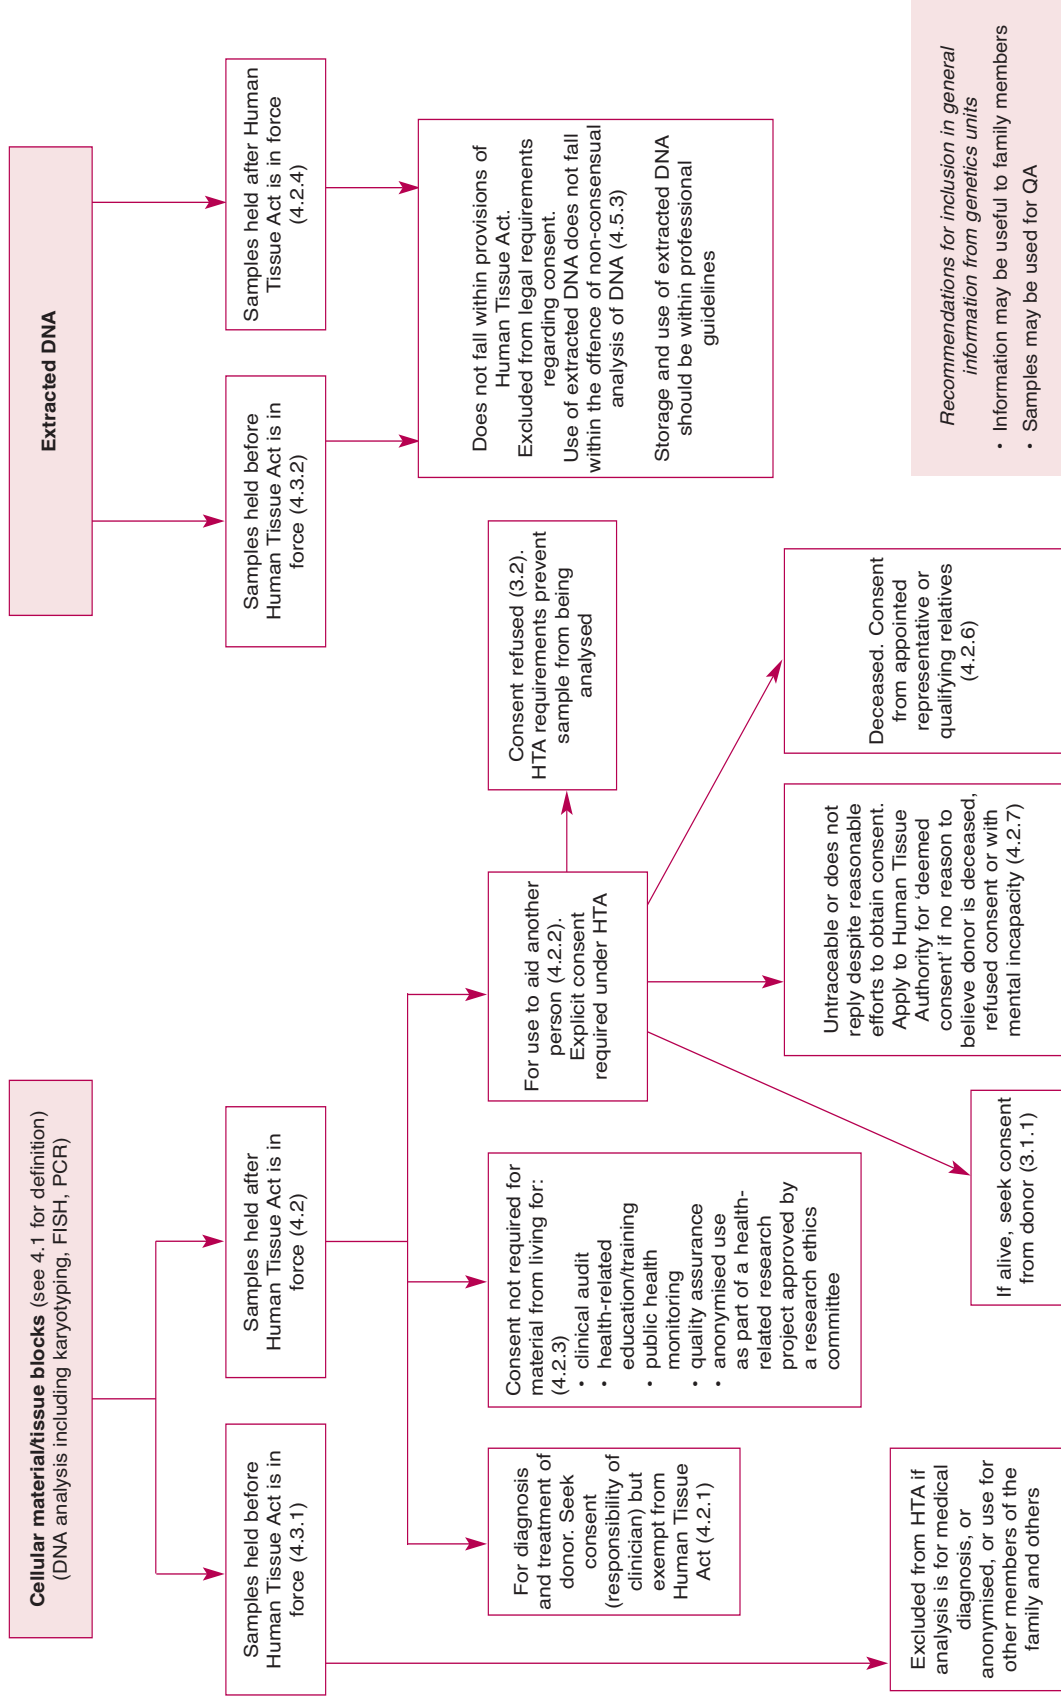 Cellular material/tissue blocks (see 4.1 for definition)
(DNA analysis including karyotyping, FISH, PCR)
Extracted DNA
Samples held before
Human Tissue Act is in
force (4.3.1)
Samples held after
Human Tissue Act is in
force (4.2)
Samples held before
Human Tissue Act is in
force (4.3.2)
Samples held after Human
Tissue Act is in force
(4.2.4)
For diagnosis
and treatment of
donor. Seek
consent
(responsibility of
clinician) but
exempt from
Human Tissue
Act (4.2.1)
Consent not required for
material from living for:
(4.2.3)
• clinical audit
• health-related
education/training
• public health
monitoring
• quality assurance
• anonymised use
as part of a health-
related research
project approved by
a research ethics
committee
For use to aid another
person (4.2.2).
Explicit consent
required under HTA
Consent refused (3.2).
HTA requirements prevent
sample from being
analysed
Does not fall within provisions of
Human Tissue Act.
Excluded from legal requirements
regarding consent.
Use of extracted DNA does not fall
within the offence of non-consensual
analysis of DNA (4.5.3)
Storage and use of extracted DNA
should be within professional
guidelines
Excluded from HTA if
analysis is for medical
diagnosis, or
anonymised, or use for
other members of the
family and others
If alive, seek consent
from donor (3.1.1)
Untraceable or does not
reply despite reasonable
efforts to obtain consent.
Apply to Human Tissue
Authority for ‘deemed
consent’ if no reason to
believe donor is deceased,
refused consent or with
mental incapacity (4.2.7)
Deceased. Consent
from appointed
representative or
qualifying relatives
(4.2.6)
Recommendations for inclusion in general
information from genetics units
• Information may be useful to family members
• Samples may be used for QA